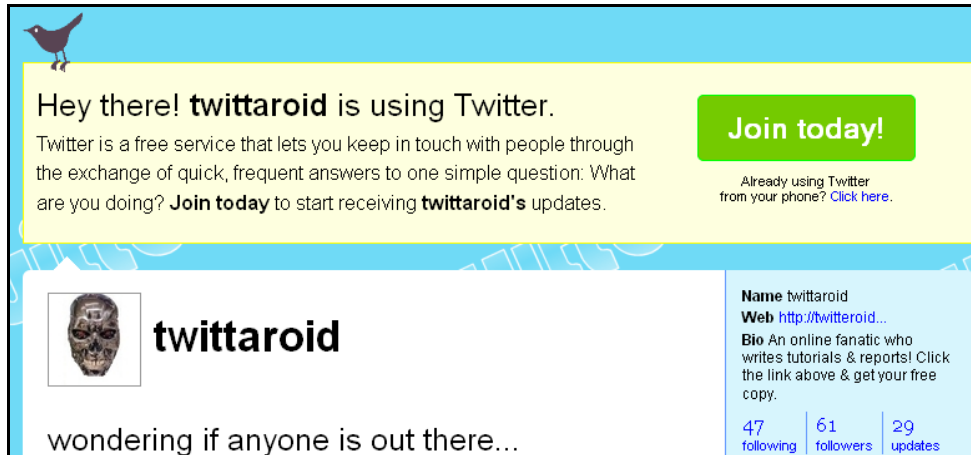 Hey there! twittaroid is using Twitter.
Twitter is a free service that lets you keep in touch with people through
the exchange of quick, frequent answers to one simple question: What
are you doing? Join today to start receiving twittaroid's updates.
Join today!
Already using Twitter
from your phone? Click here.
twittaroid
wondering if anyone is out there...
Name twittaroid
Web http://twitteroid...
Bio An online fanatic who
writes tutorials & reports! Click
the link above & get your free
copy.
47 61 29
following followers updates